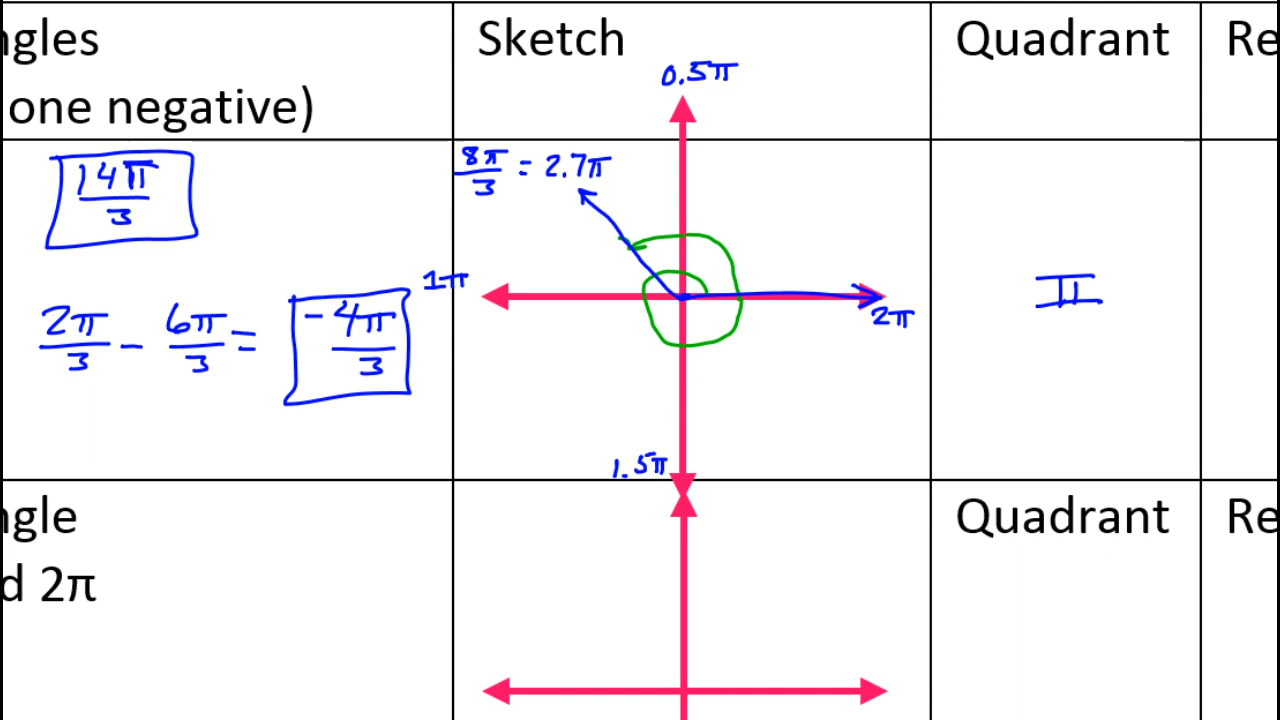 ngles
one negative)
Sketch
Quadrant
Re
14π/3
2π/3 - 6π/3 = -4π/3
0.5π
8π/3 = 2.7π
1π
2π
1.5π
II
ngle
d 2π
Quadrant
Re